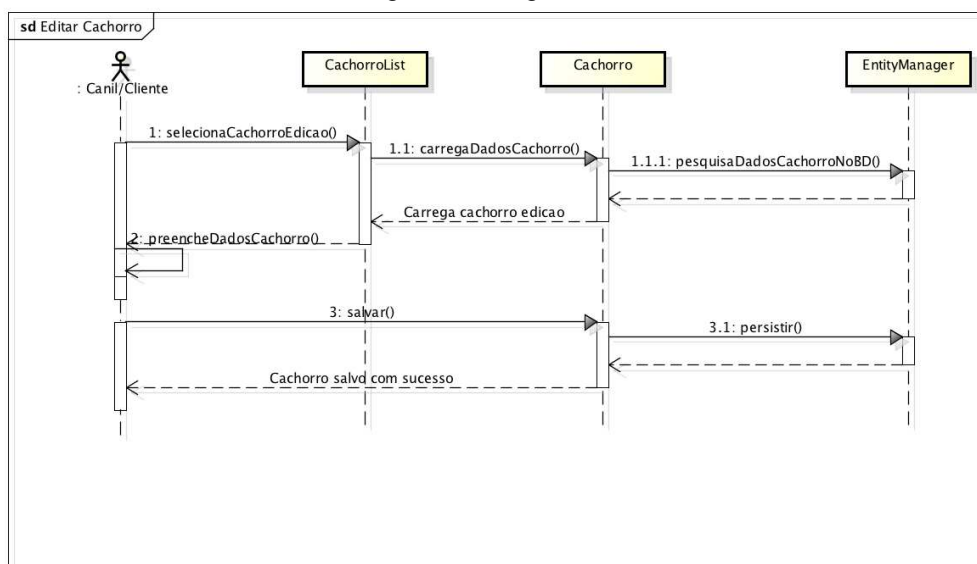 sd Editar Cachorro
: Canil/Cliente
CachorroList
Cachorro
EntityManager
1: selecionaCachorroEdicao()
1.1: carregaDadosCachorro()
1.1.1: pesquisaDadosCachorroNoBD()
Carrega cachorro edicao
2: preencheDadosCachorro()
3: salvar()
3.1: persistir()
Cachorro salvo com sucesso